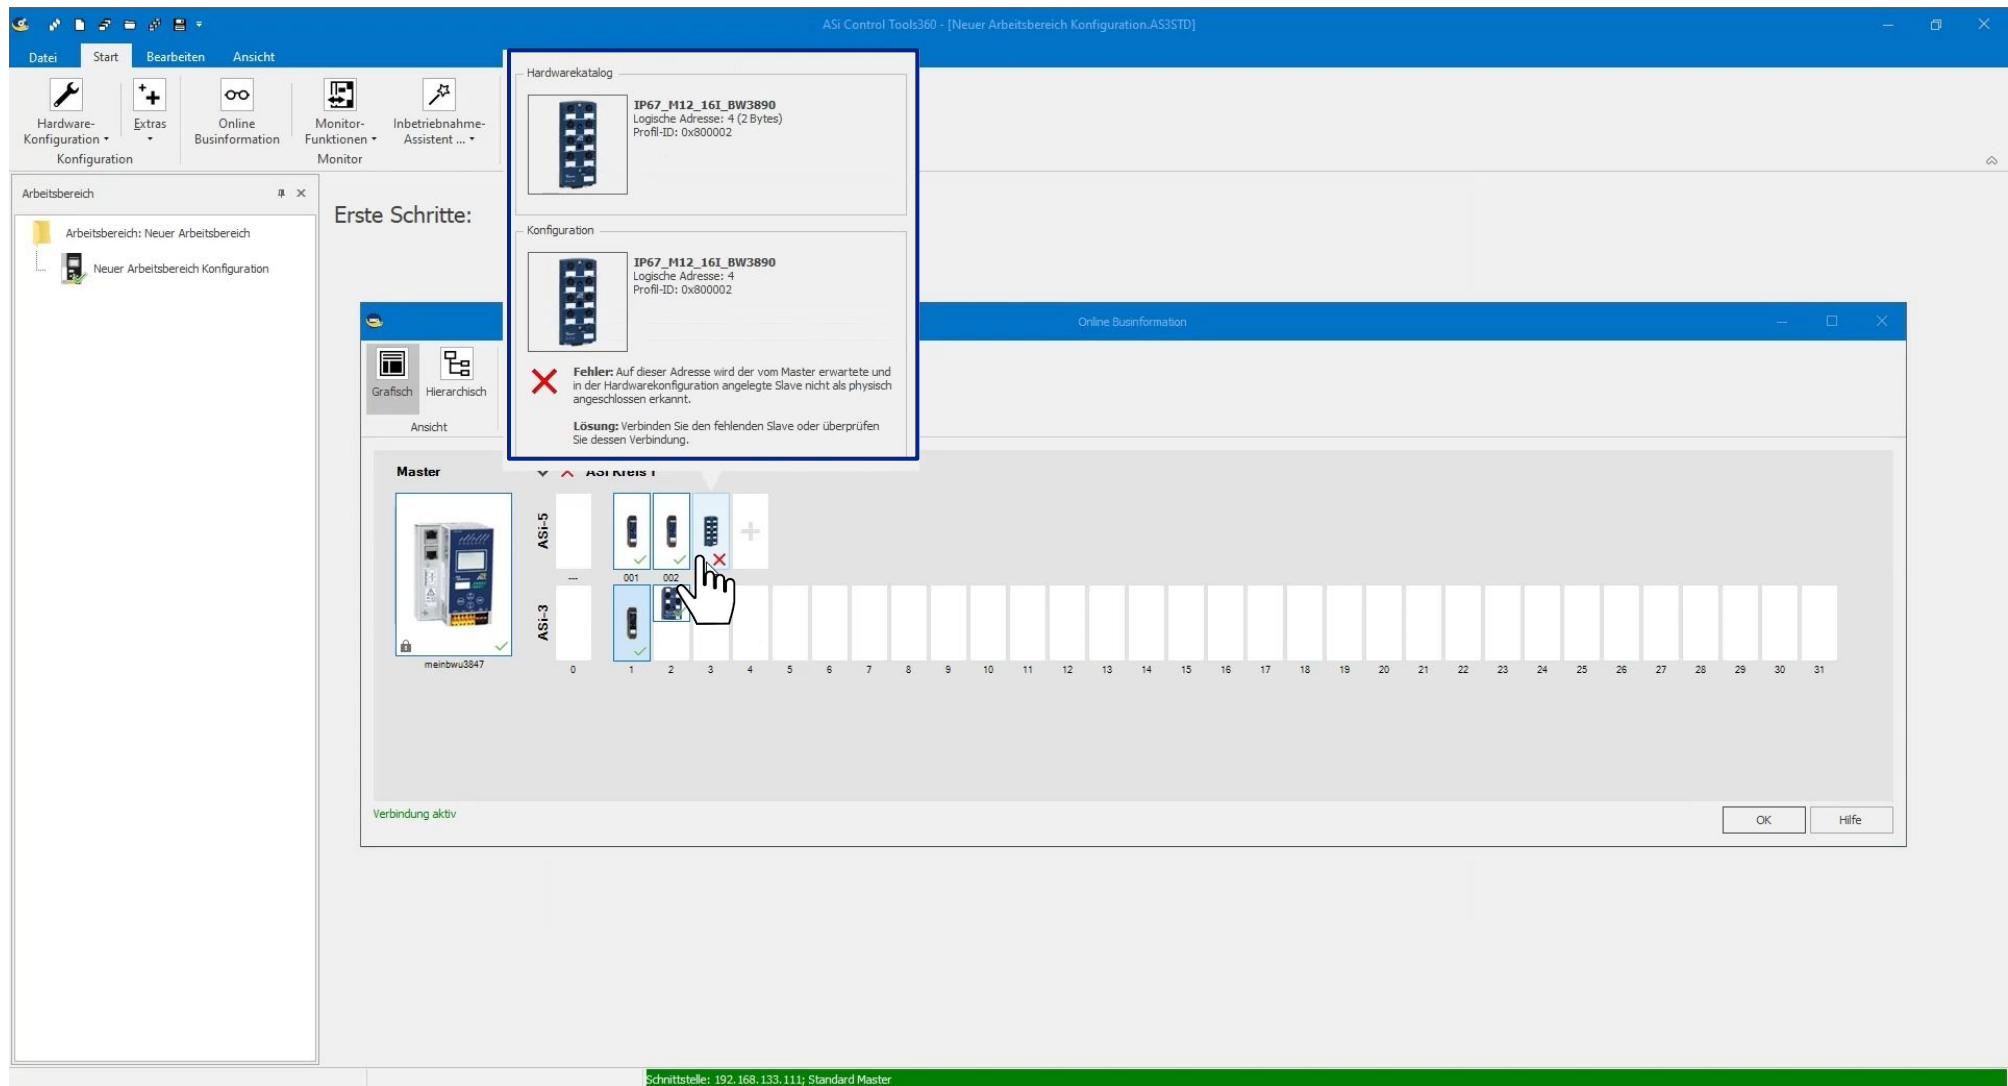 ASi Control Tools360 - [Neuer Arbeitsbereich Konfiguration.AS3STD]
Datei Start Bearbeiten Ansicht
Hardware-
Konfiguration
Extras
Online
Businformation
Monitor-
Funktionen
Inbetriebnahme-
Assistent ...
Konfiguration
Monitor
Hardwarekatalog
IP67_M12_16I_BW3890
Logische Adresse: 4 (2 Bytes)
Profil-ID: 0x800002
Konfiguration
IP67_M12_16I_BW3890
Logische Adresse: 4
Profil-ID: 0x800002
Fehler: Auf dieser Adresse wird der vom Master erwartete und
in der Hardwarekonfiguration angelegte Slave nicht als physisch
angeschlossen erkannt.
Lösung: Verbinden Sie den fehlenden Slave oder überprüfen
Sie dessen Verbindung.
Arbeitsbereich
Arbeitsbereich: Neuer Arbeitsbereich
Neuer Arbeitsbereich Konfiguration
Erste Schritte:
Online Businformation
Grafisch Hierarchisch
Ansicht
Master
ASi Kreis 1
ASi-5
--- 001 002
ASi-3
meinbwu3847
0 1 2 3 4 5 6 7 8 9 10 11 12 13 14 15 16 17 18 19 20 21 22 23 24 25 26 27 28 29 30 31
Verbindung aktiv
OK Hilfe
Schnittstelle: 192.168.133.111; Standard Master